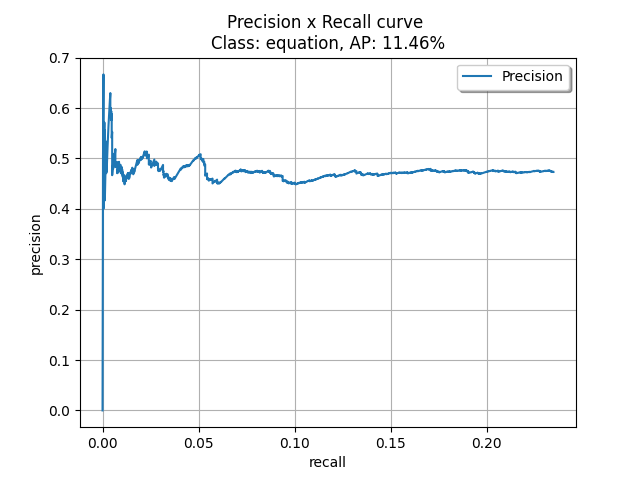 Precision x Recall curve
Class: equation, AP: 11.46%
Precision
0.7
0.6
0.5
0.4
0.3
0.2
0.1
0.0
precision
0.00 0.05 0.10 0.15 0.20
recall